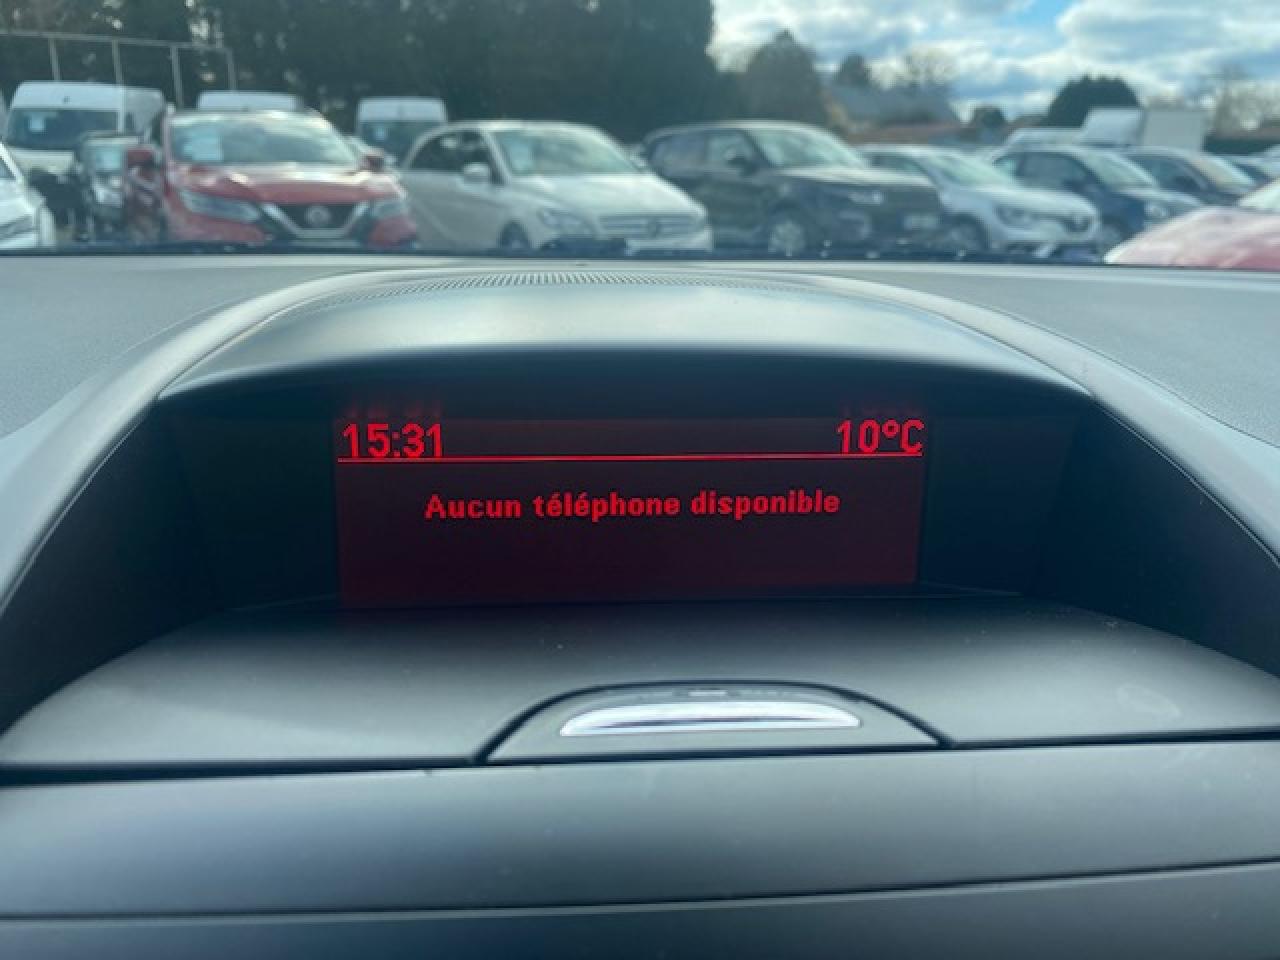 15:31 10°C
Aucun téléphone disponible